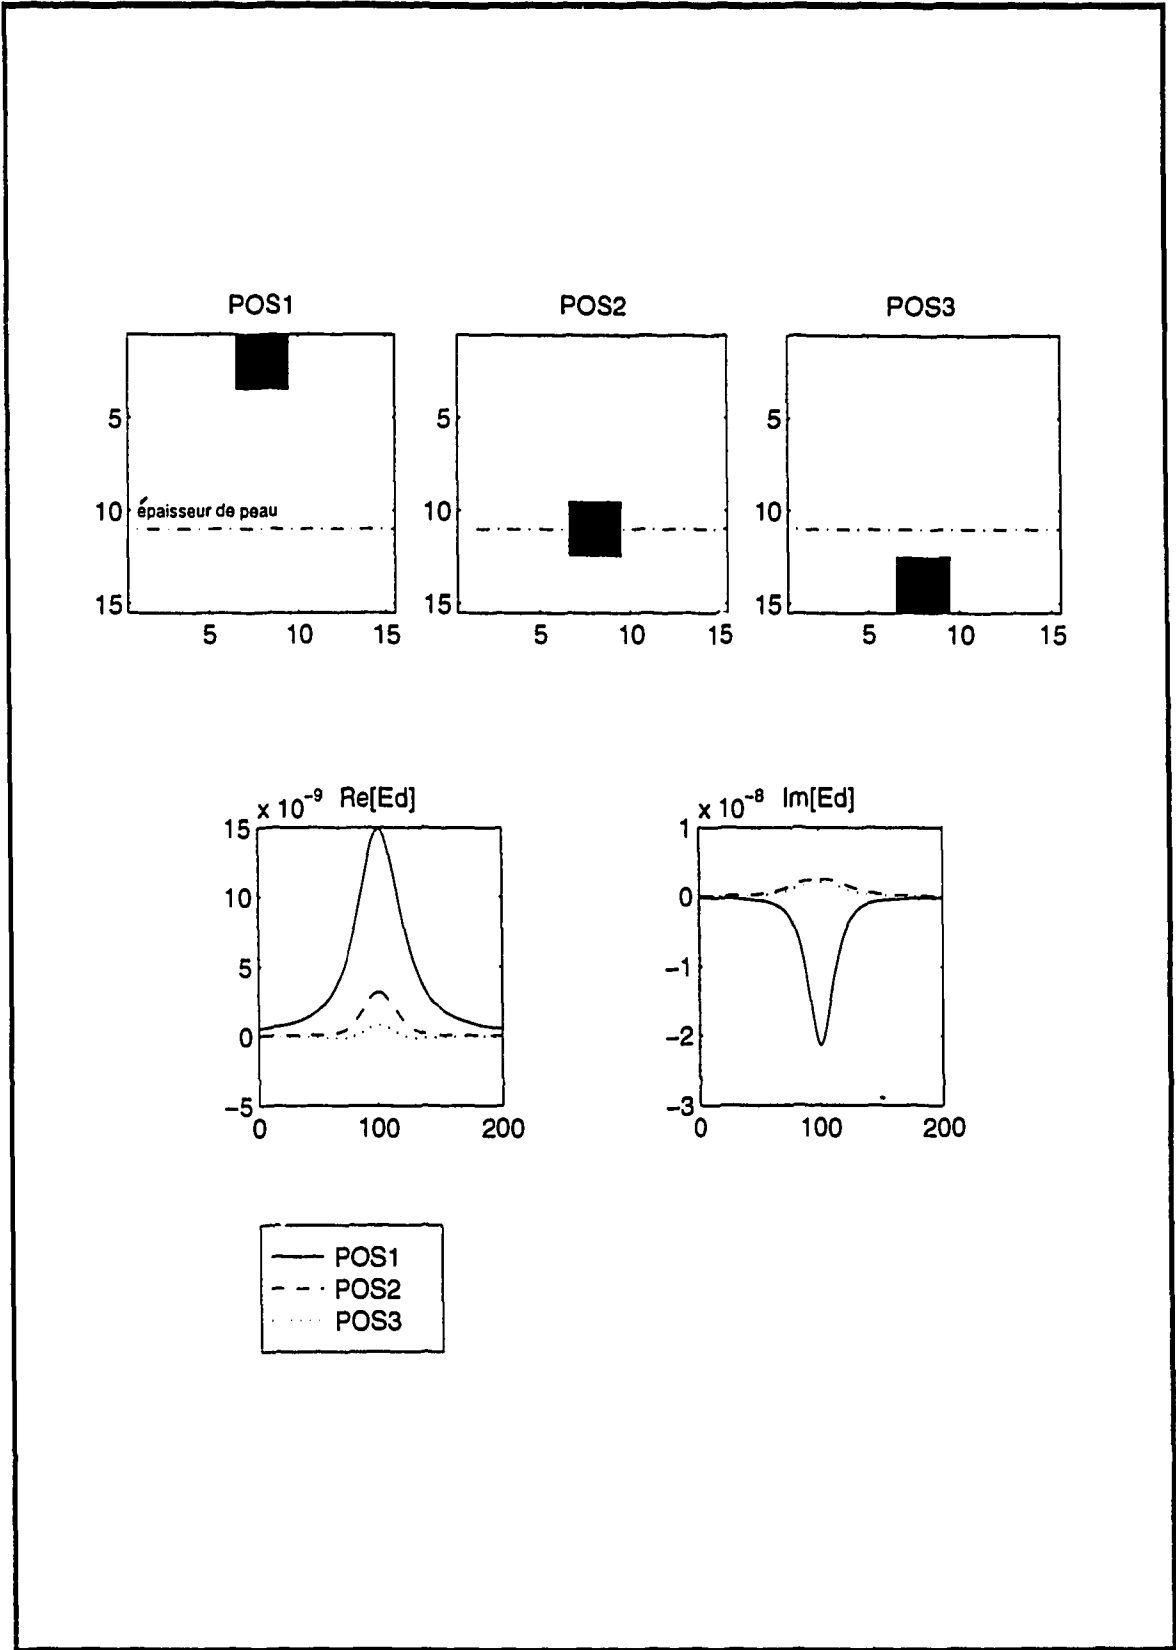 POS1 POS2 POS3
5 5 5
10 épaisseur de peau 10 10
15 15 15
5 10 15 5 10 15 5 10 15
x 10⁻⁹ Re[Ed] x 10⁻⁸ Im[Ed]
15 1
10 0
5 −1
0 −2
−5 −3
0 100 200 0 100 200
POS1
POS2
POS3